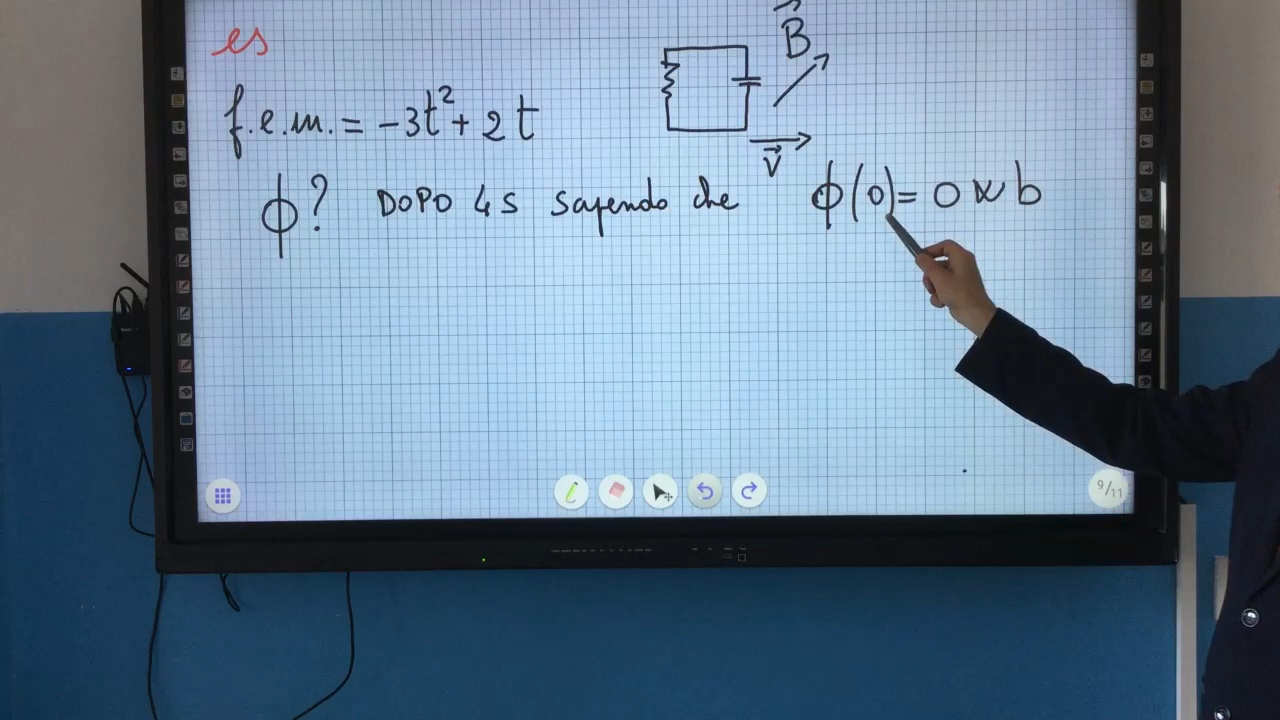 es
B
f.e.m. = -3t² + 2t
V
ϕ? DOPO 4s sapendo che ϕ(0) = 0 wb
9/11